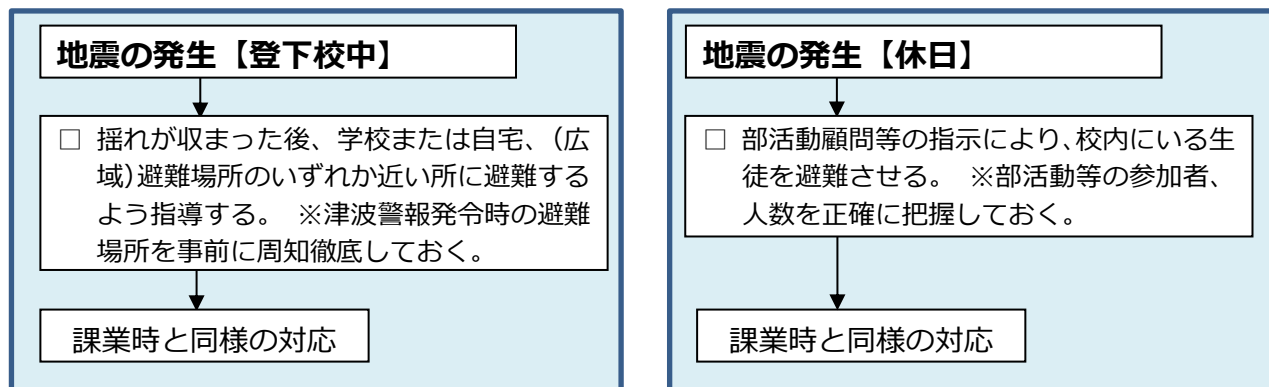 地震の発生【登下校中】
□ 揺れが収まった後、学校または自宅、（広
域）避難場所のいずれか近い所に避難する
よう指導する。 ※津波警報発令時の避難
場所を事前に周知徹底しておく。
課業時と同様の対応
地震の発生【休日】
□ 部活動顧問等の指示により、校内にいる生
徒を避難させる。 ※部活動等の参加者、
人数を正確に把握しておく。
課業時と同様の対応